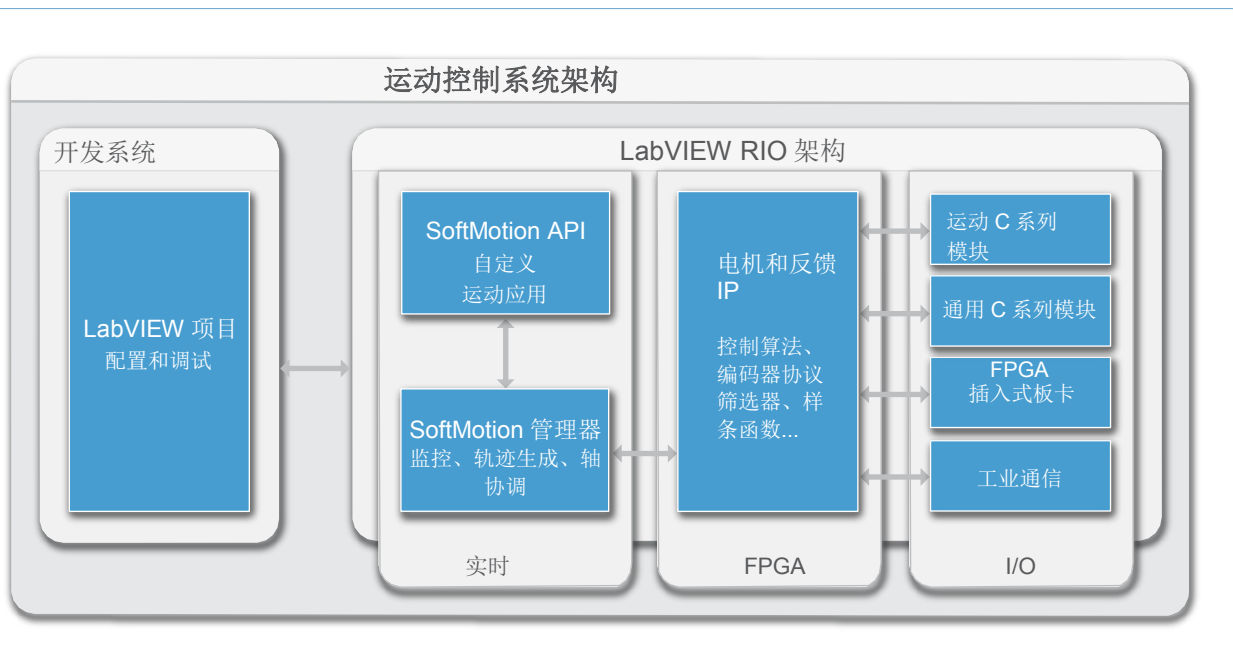 运动控制系统架构
开发系统
LabVIEW 项目
配置和调试
LabVIEW RIO 架构
SoftMotion API
自定义
运动应用
SoftMotion 管理器
监控、轨迹生成、轴
协调
实时
电机和反馈
IP
控制算法、
编码器协议
筛选器、样
条函数...
FPGA
运动 C 系列
模块
通用 C 系列模块
FPGA
插入式板卡
工业通信
I/O